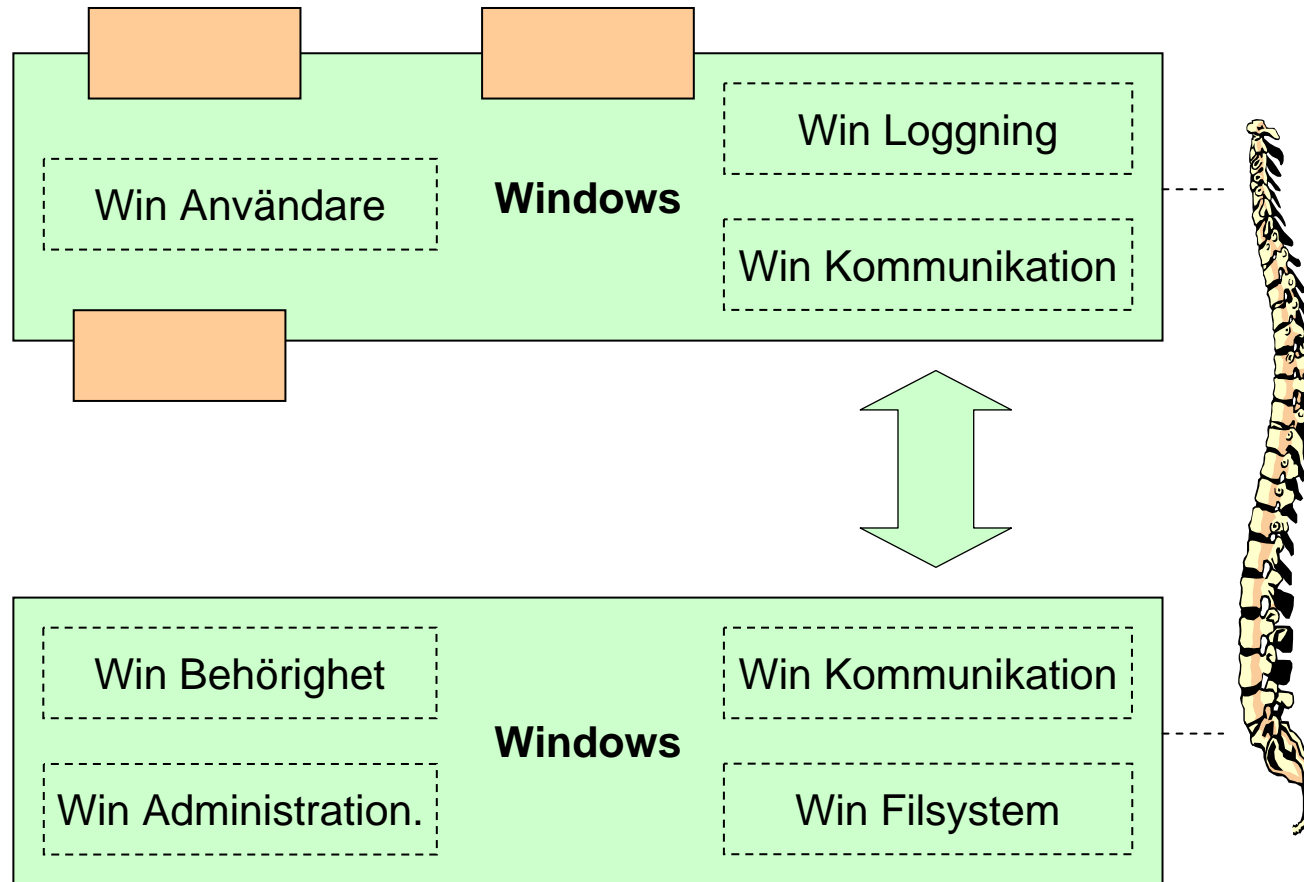 Win Loggning
Win Användare
Windows
Win Kommunikation
Win Behörighet
Win Kommunikation
Windows
Win Administration.
Win Filsystem